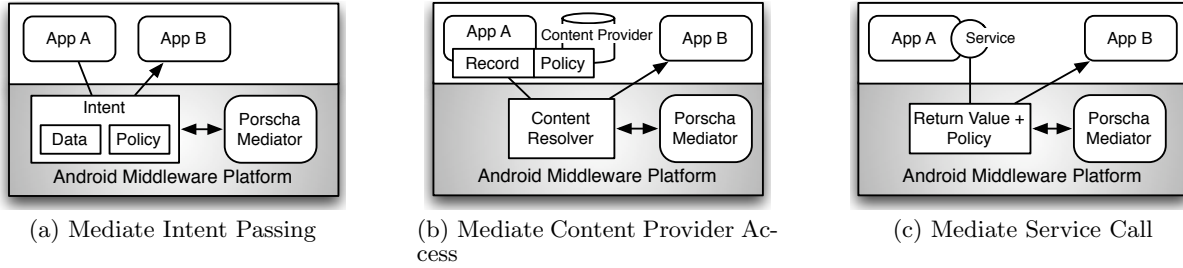 App A
App B
Intent
Data
Policy
Porscha
Mediator
Android Middleware Platform
(a) Mediate Intent Passing
App A
Content Provider
App B
Record
Policy
Content
Resolver
Porscha
Mediator
Android Middleware Platform
(b) Mediate Content Provider Ac-
cess
App A
Service
App B
Return Value +
Policy
Porscha
Mediator
Android Middleware Platform
(c) Mediate Service Call